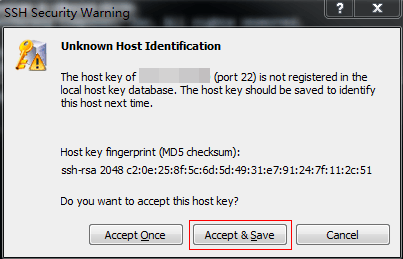 SSH Security Warning
Unknown Host Identification
The host key of (port 22) is not registered in the
local host key database. The host key should be saved to identify
this host next time.
Host key fingerprint (MD5 checksum):
ssh-rsa 2048 c2:0e:25:8f:5c:6d:5d:49:31:e7:91:24:7f:11:2c:51
Do you want to accept this host key?
Accept Once
Accept & Save
Cancel